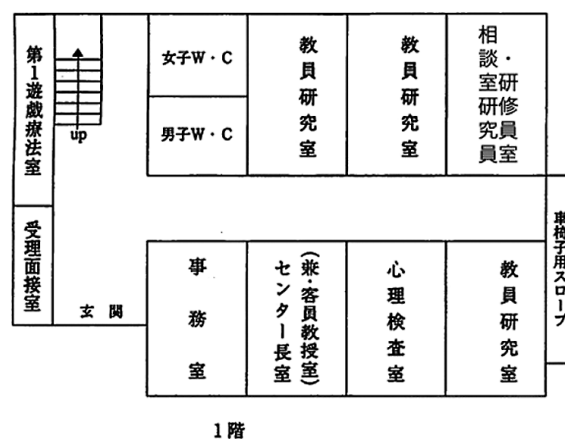 第1遊戯療法室
up
女子W・C
男子W・C
教員研究室
教員研究室
相談室研究員
・研修員室
受理面接室
玄関
事務室
(兼・客員教授室)
センター長室
心理検査室
教員研究室
車椅子用スロープ
1階